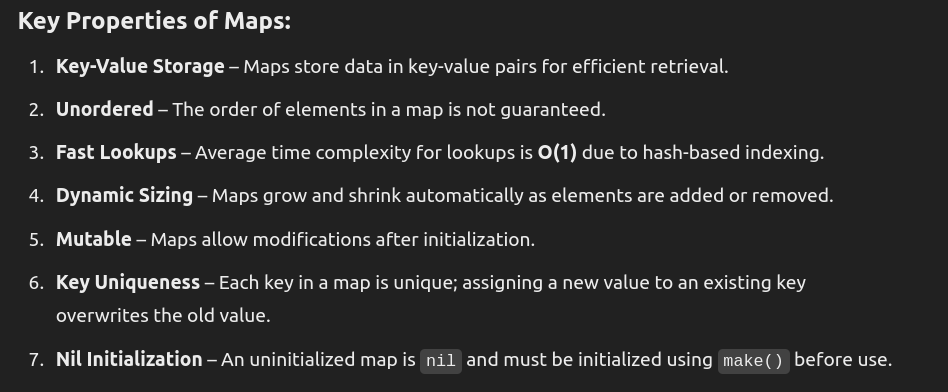 Key Properties of Maps:
1. Key-Value Storage – Maps store data in key-value pairs for efficient retrieval.
2. Unordered – The order of elements in a map is not guaranteed.
3. Fast Lookups – Average time complexity for lookups is O(1) due to hash-based indexing.
4. Dynamic Sizing – Maps grow and shrink automatically as elements are added or removed.
5. Mutable – Maps allow modifications after initialization.
6. Key Uniqueness – Each key in a map is unique; assigning a new value to an existing key
overwrites the old value.
7. Nil Initialization – An uninitialized map is nil and must be initialized using make() before use.